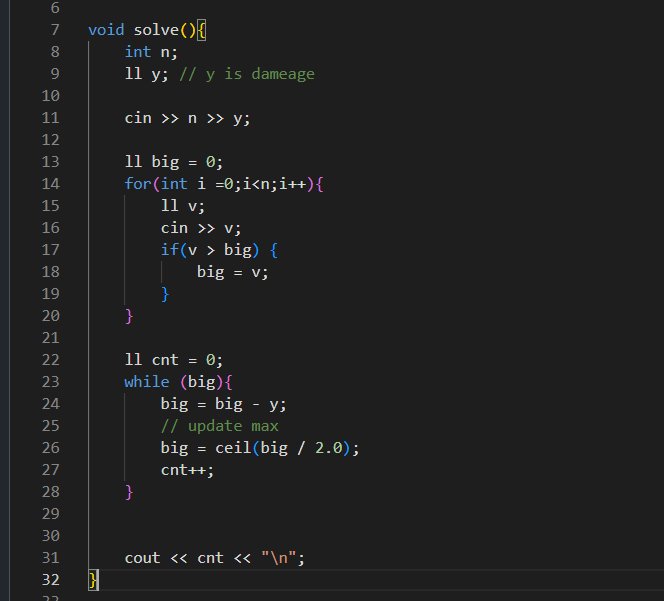 6
7 void solve(){
8 int n;
9 ll y; // y is dameage
10
11 cin >> n >> y;
12
13 ll big = 0;
14 for(int i =0;i<n;i++){
15 ll v;
16 cin >> v;
17 if(v > big) {
18 big = v;
19 }
20 }
21
22 ll cnt = 0;
23 while (big){
24 big = big - y;
25 // update max
26 big = ceil(big / 2.0);
27 cnt++;
28 }
29
30
31 cout << cnt << "\n";
32 }
33